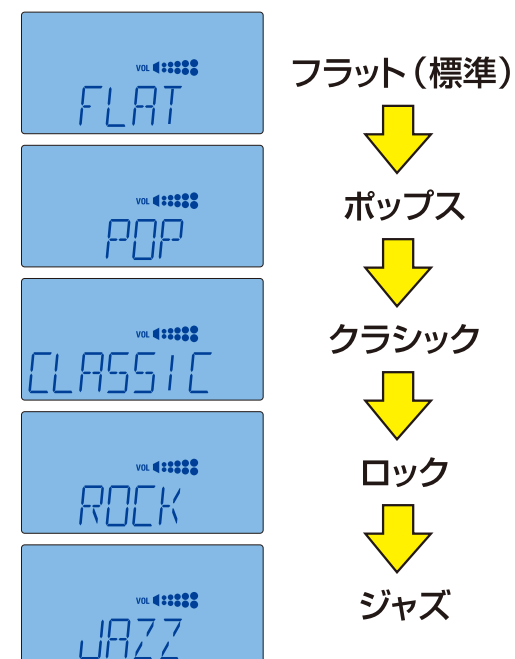 VOL
FLAT
フラット（標準）
VOL
POP
ポップス
VOL
CLASSIC
クラシック
VOL
ROCK
ロック
VOL
JAZZ
ジャズ